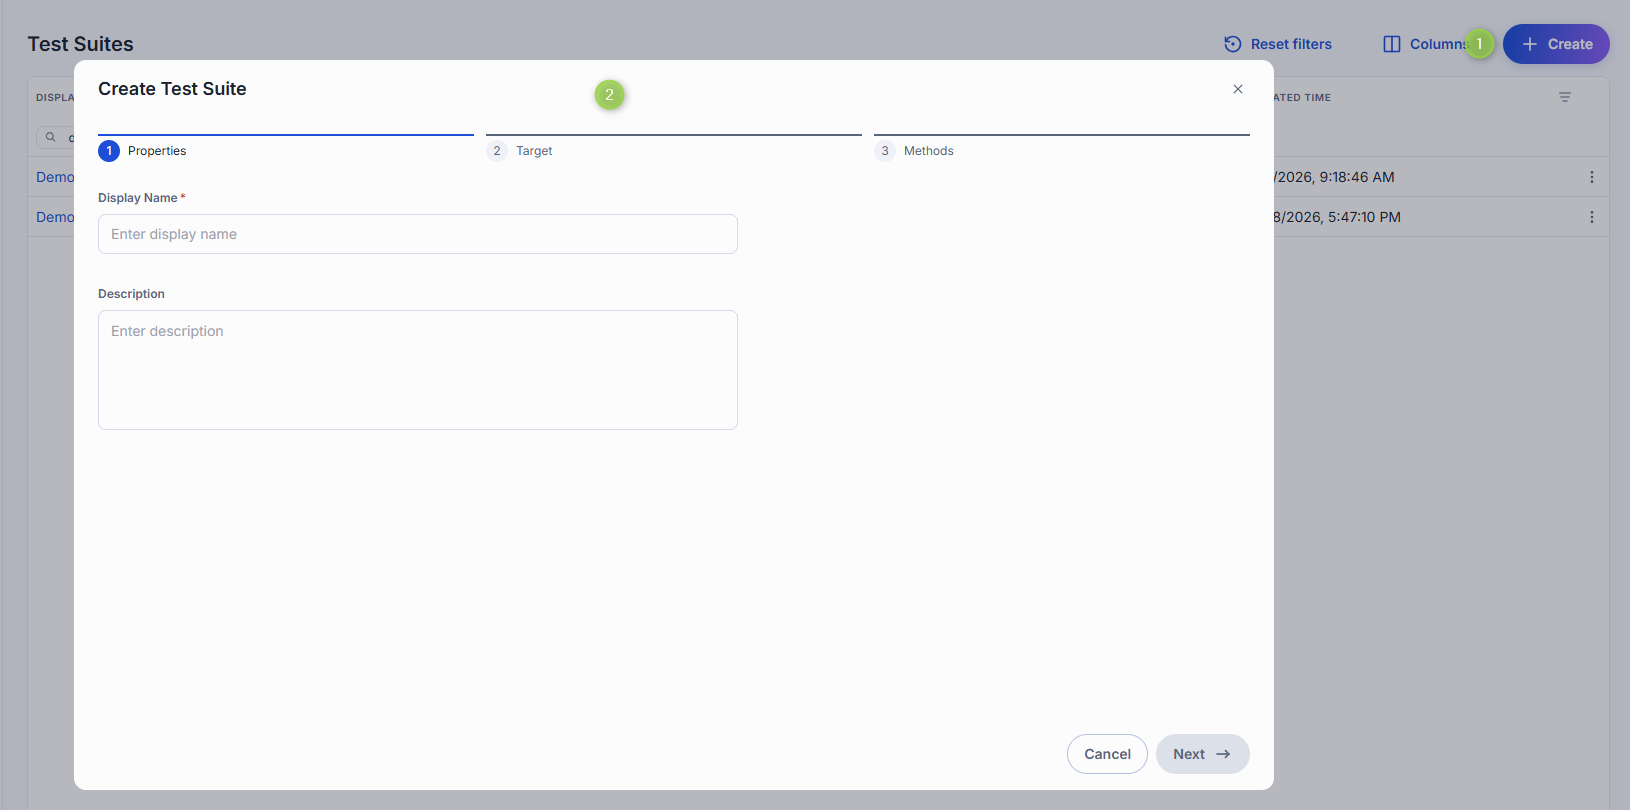 Test Suites
Reset filters
Columns
1
Create
Create Test Suite
2
1 Properties
2 Target
3 Methods
Display Name *
Enter display name
Description
Enter description
Cancel
Next
DISPLA
ATED TIME
Demo
/2026, 9:18:46 AM
Demo
8/2026, 5:47:10 PM